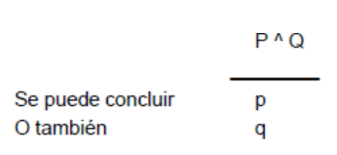 P ^ Q
Se puede concluir p
O también q